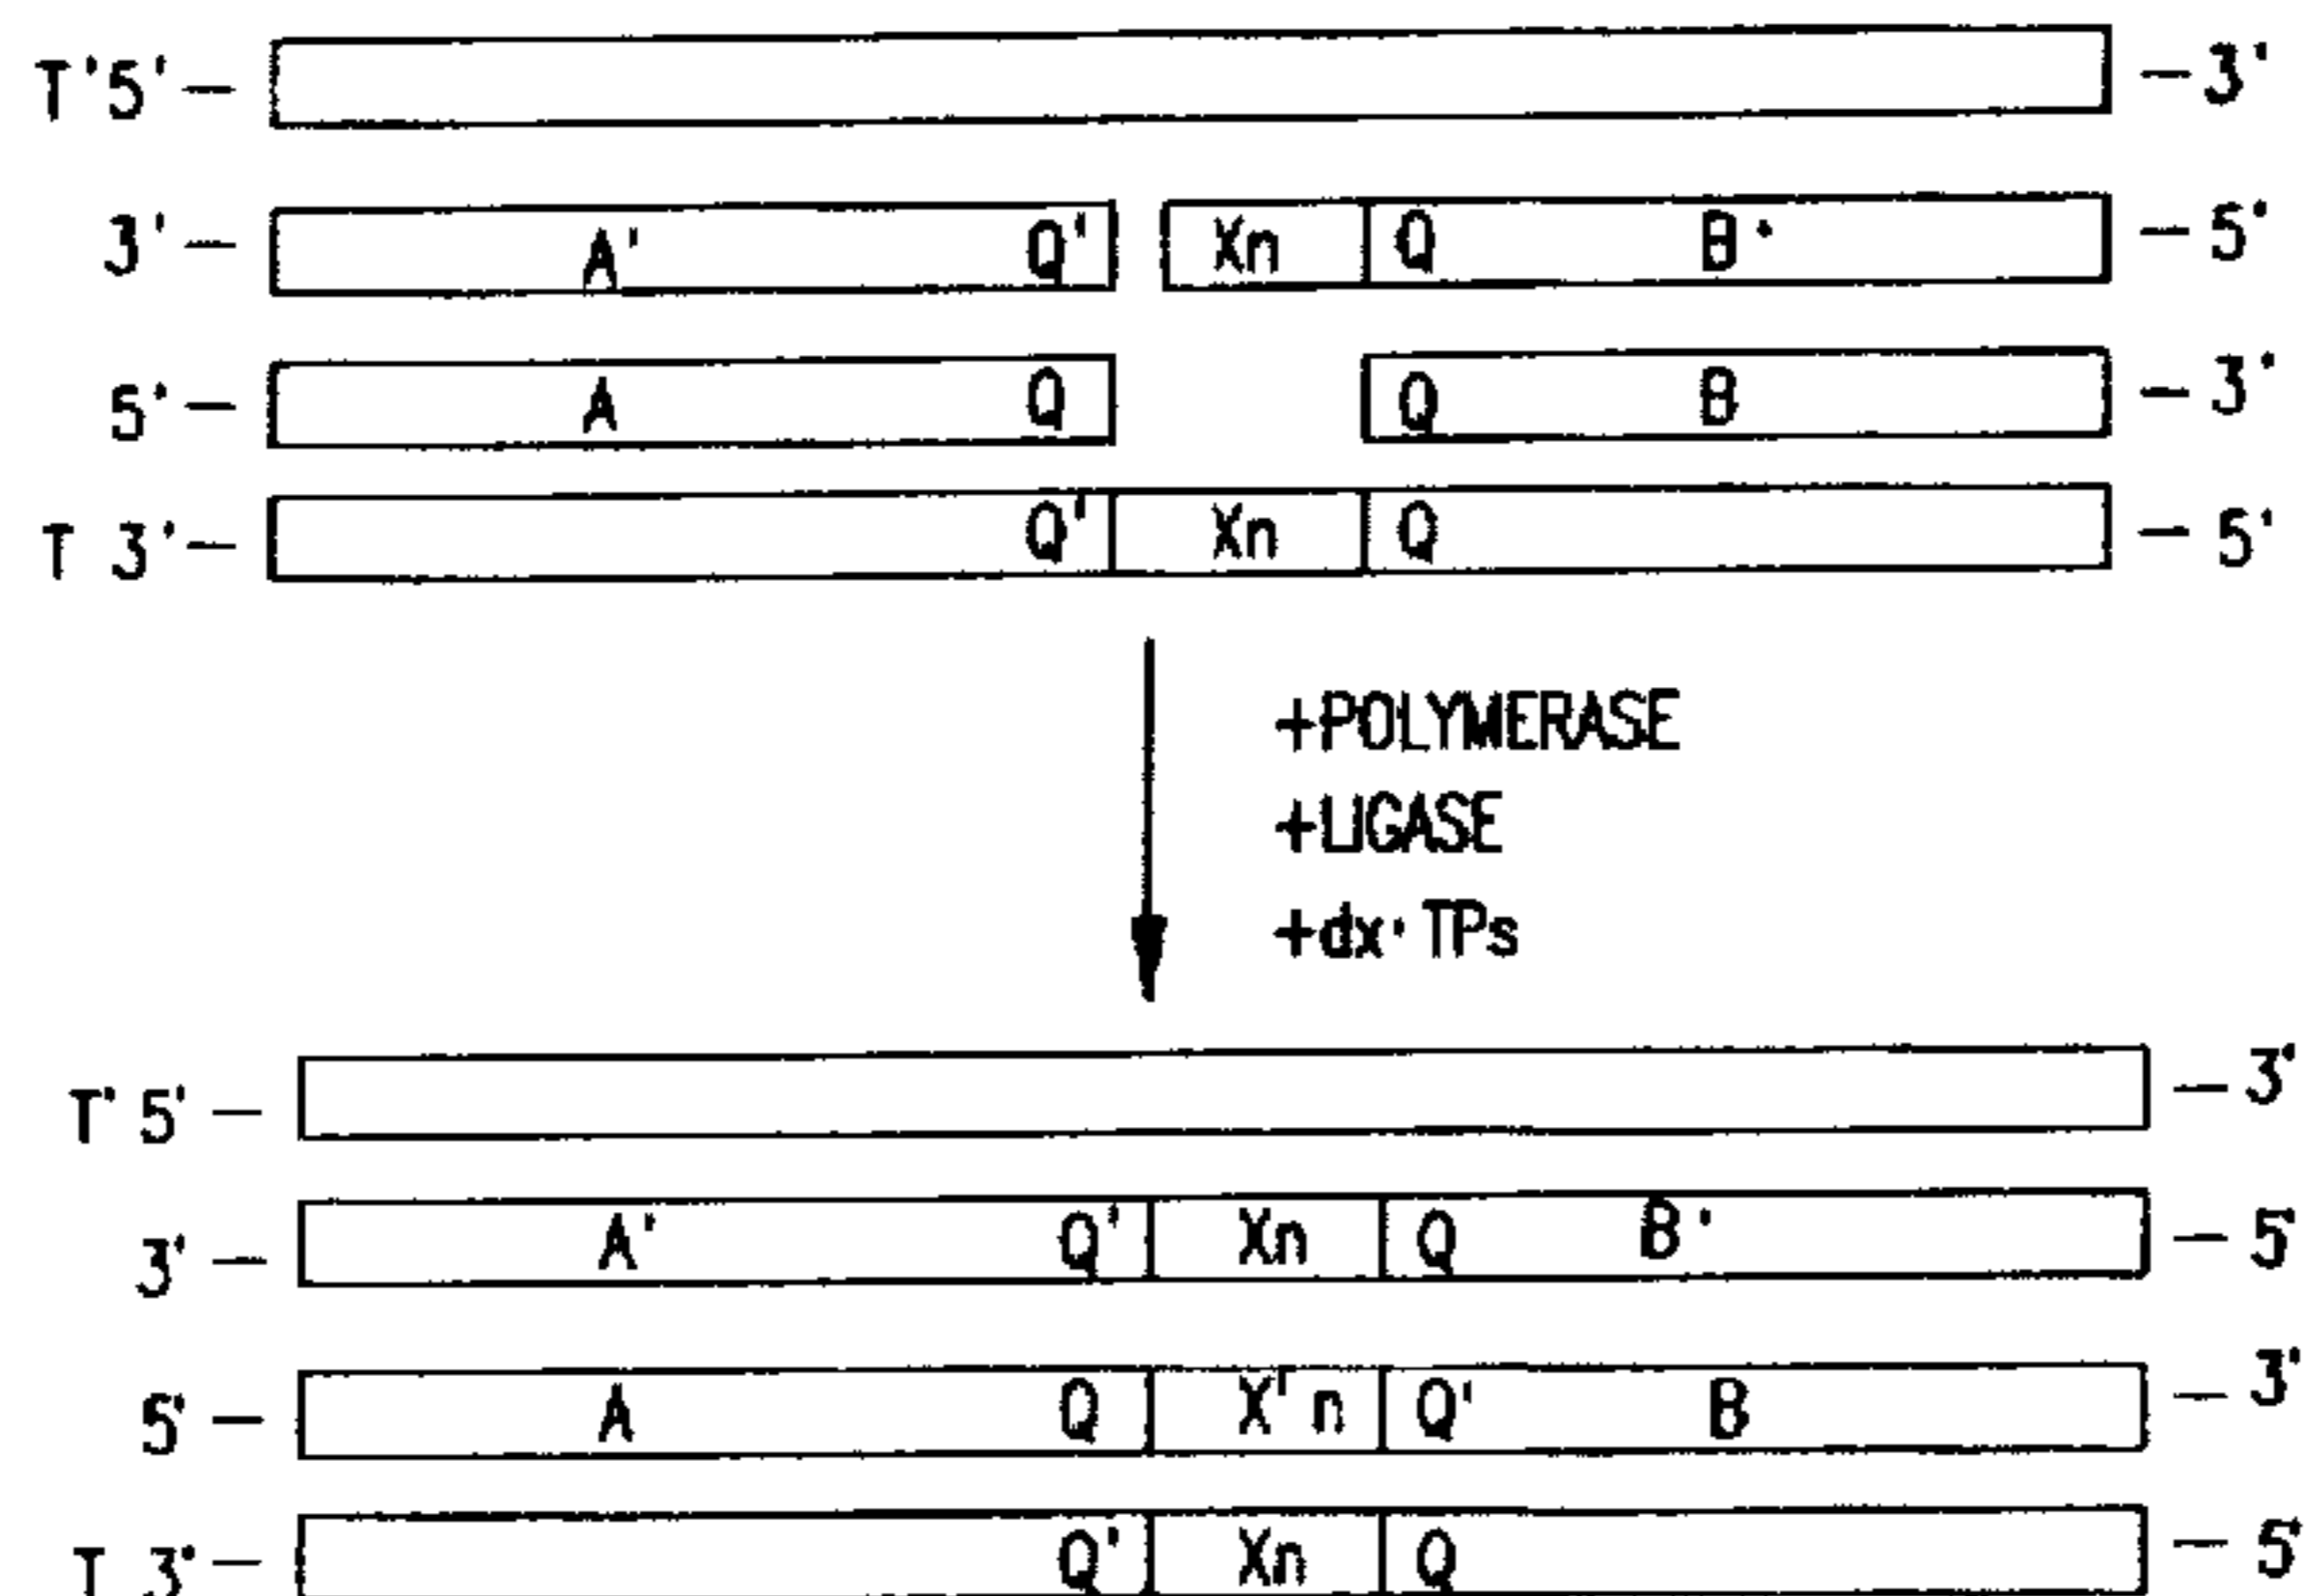 T'5' — — 3'
3' — A' Q' Xn Q B' — 5'
5' — A Q Q B — 3'
T 3' — Q' Xn Q — 5'
+POLYMERASE
+LIGASE
+dx'TPs
T' 5' — — 3'
3' — A' Q' Xn Q B' — 5'
5' — A Q X'n Q' B — 3'
T 3' — Q' Xn Q — 5'